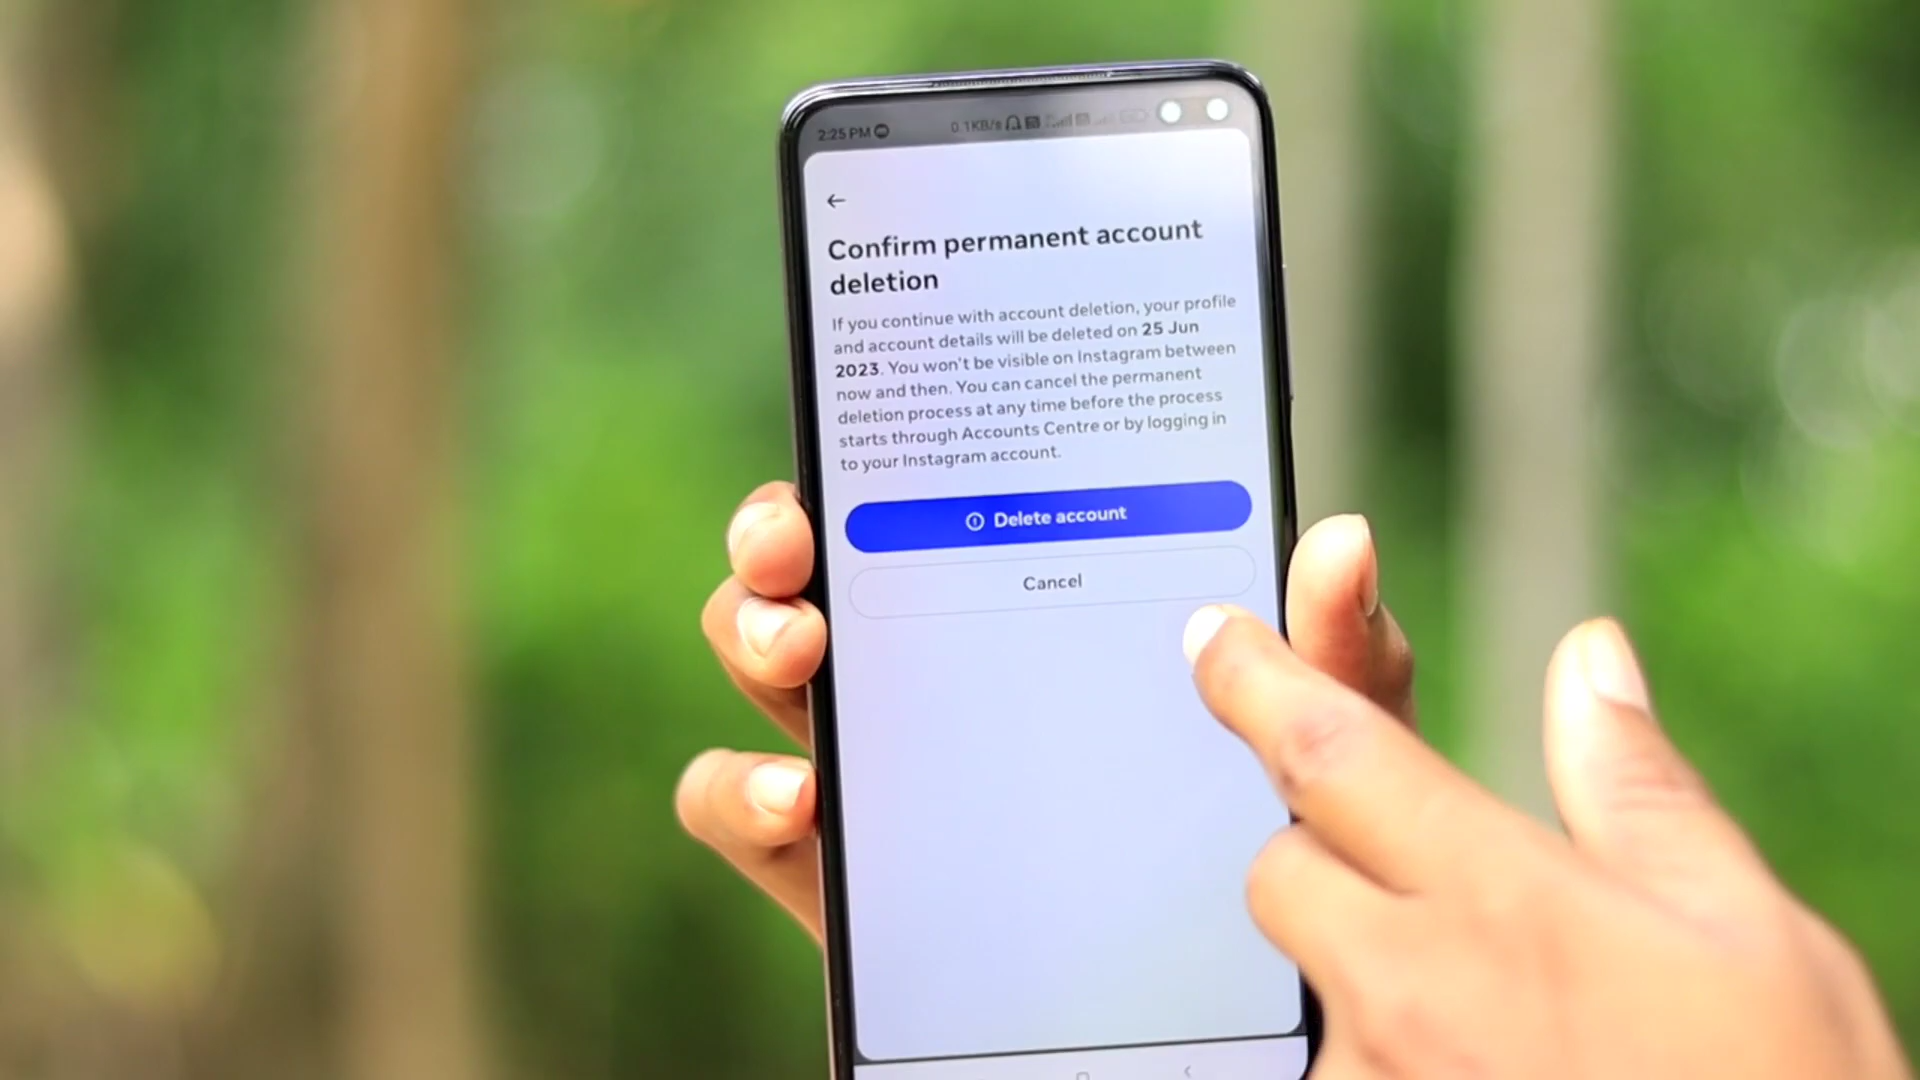 2:25 PM
0.1KB/s
Confirm permanent account
deletion
If you continue with account deletion, your profile
and account details will be deleted on 25 Jun
2023. You won't be visible on Instagram between
now and then. You can cancel the permanent
deletion process at any time before the process
starts through Accounts Centre or by logging in
to your Instagram account.
Delete account
Cancel